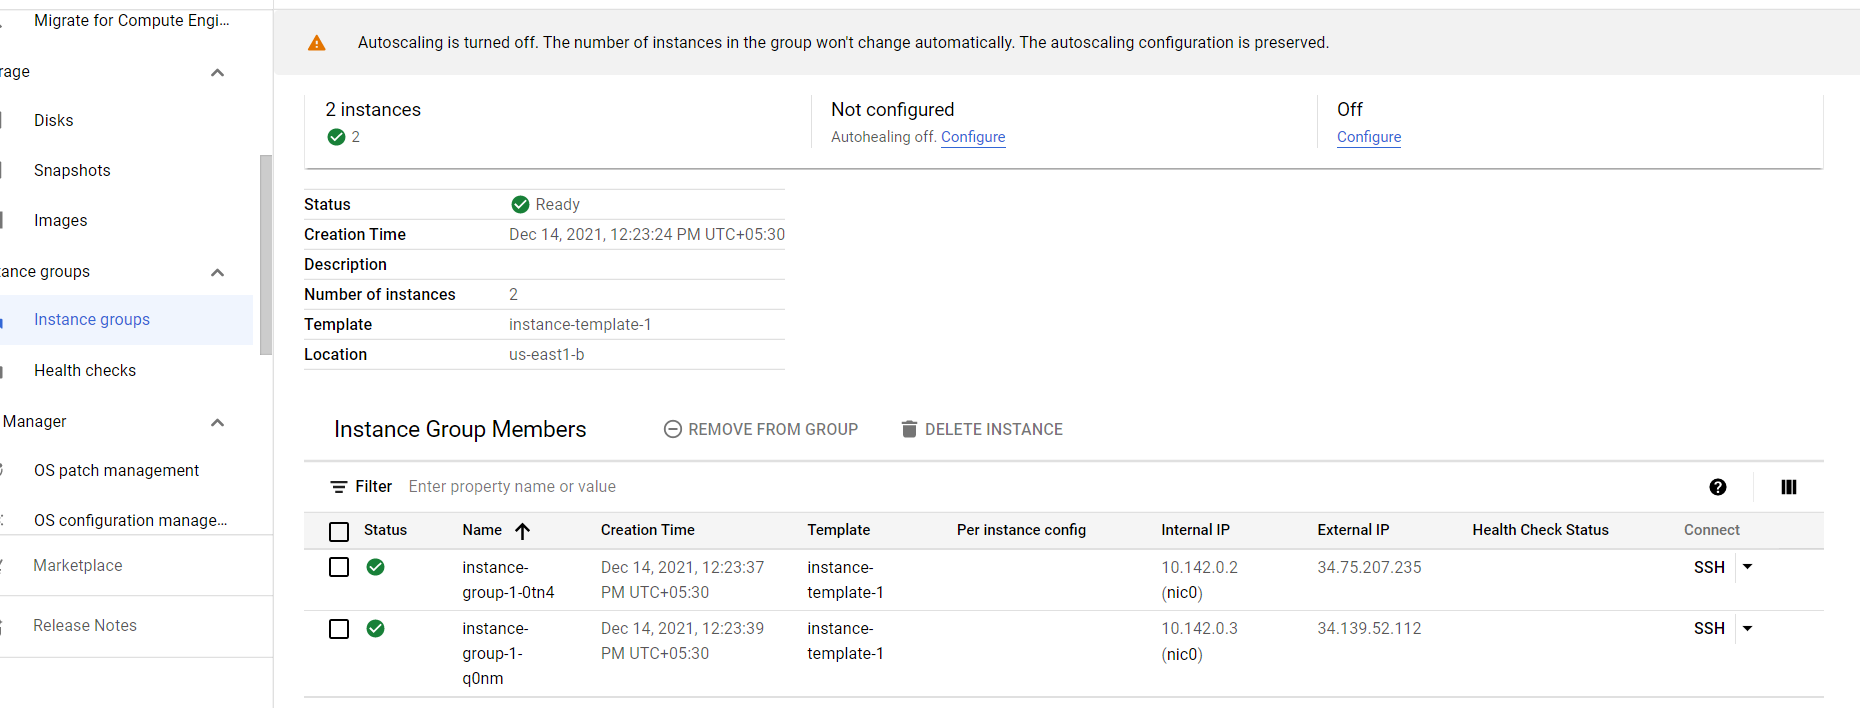 Migrate for Compute Engi...
Autoscaling is turned off. The number of instances in the group won't change automatically. The autoscaling configuration is preserved.
rage
Disks
Snapshots
Images
tance groups
Instance groups
Health checks
Manager
OS patch management
OS configuration manage...
Marketplace
Release Notes
2 instances
2
Not configured
Autohealing off. Configure
Off
Configure
Status Ready
Creation Time Dec 14, 2021, 12:23:24 PM UTC+05:30
Description
Number of instances 2
Template instance-template-1
Location us-east1-b
Instance Group Members REMOVE FROM GROUP DELETE INSTANCE
Filter Enter property name or value
Status Name Creation Time Template Per instance config Internal IP External IP Health Check Status Connect
instance- Dec 14, 2021, 12:23:37 instance- 10.142.0.2 34.75.207.235 SSH
group-1-0tn4 PM UTC+05:30 template-1 (nic0)
instance- Dec 14, 2021, 12:23:39 instance- 10.142.0.3 34.139.52.112 SSH
group-1- PM UTC+05:30 template-1 (nic0)
q0nm